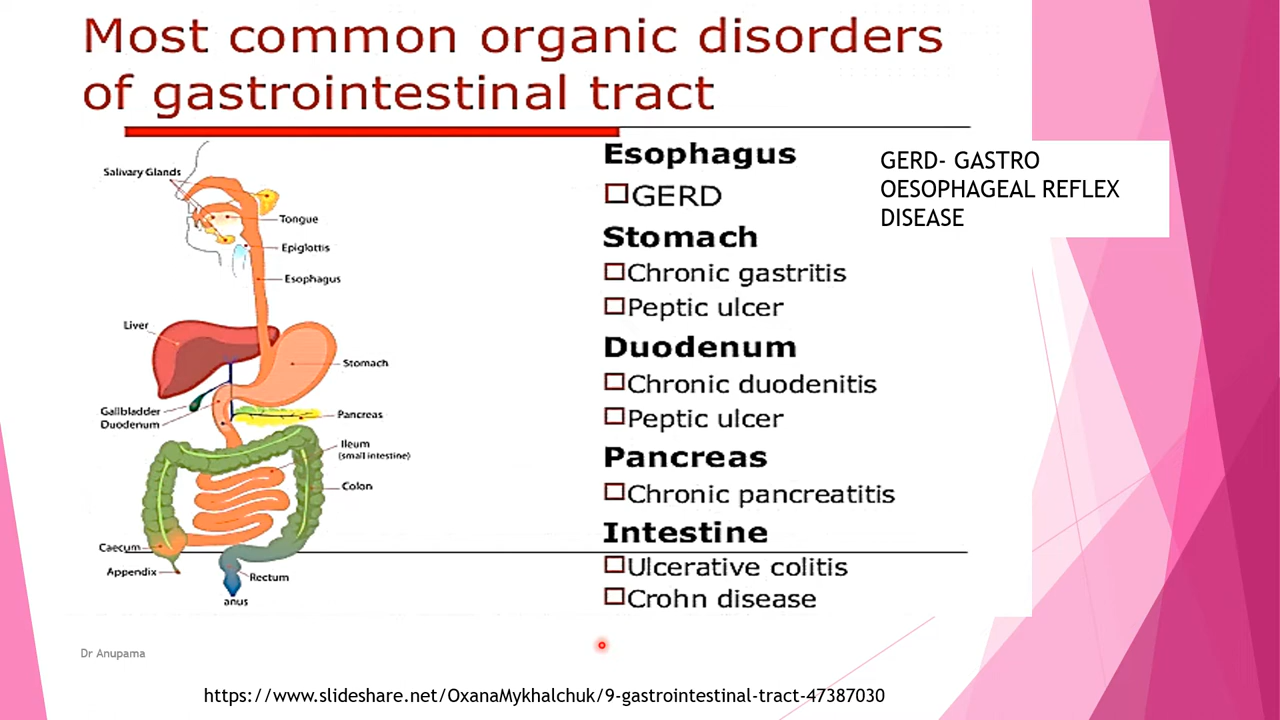 Most common organic disorders
of gastrointestinal tract
Salivary Glands
Tongue
Epiglottis
Esophagus
Liver
Stomach
Gallbladder
Duodenum
Pancreas
Ileum
(small intestine)
Colon
Caecum
Appendix
Rectum
anus
Esophagus
GERD
Stomach
Chronic gastritis
Peptic ulcer
Duodenum
Chronic duodenitis
Peptic ulcer
Pancreas
Chronic pancreatitis
Intestine
Ulcerative colitis
Crohn disease
GERD- GASTRO
OESOPHAGEAL REFLEX
DISEASE
Dr Anupama
https://www.slideshare.net/OxanaMykhalchuk/9-gastrointestinal-tract-47387030